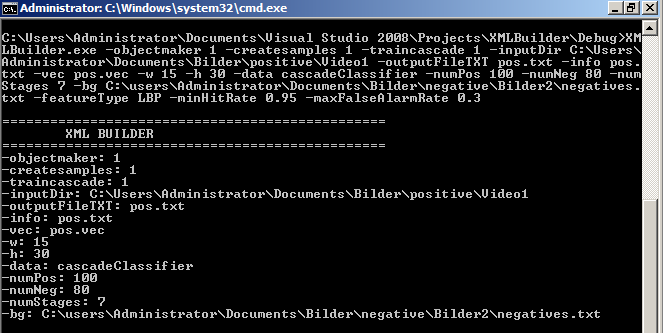 Administrator: C:\Windows\system32\cmd.exe
C:\Users\Administrator\Documents\Visual Studio 2008\Projects\XMLBuilder\Debug>XM
LBuilder.exe -objectmaker 1 -createsamples 1 -traincascade 1 -inputDir C:\Users\
Administrator\Documents\Bilder\positive\Video1 -outputFileTXT pos.txt -info pos.
txt -vec pos.vec -w 15 -h 30 -data cascadeClassifier -numPos 100 -numNeg 80 -num
Stages 7 -bg C:\users\Administrator\Documents\Bilder\negative\Bilder2\negatives.
txt -featureType LBP -minHitRate 0.95 -maxFalseAlarmRate 0.3
================================================
XML BUILDER
================================================
-objectmaker: 1
-createsamples: 1
-traincascade: 1
-inputDir: C:\Users\Administrator\Documents\Bilder\positive\Video1
-outputFileTXT: pos.txt
-info: pos.txt
-vec: pos.vec
-w: 15
-h: 30
-data: cascadeClassifier
-numPos: 100
-numNeg: 80
-numStages: 7
-bg: C:\users\Administrator\Documents\Bilder\negative\Bilder2\negatives.txt